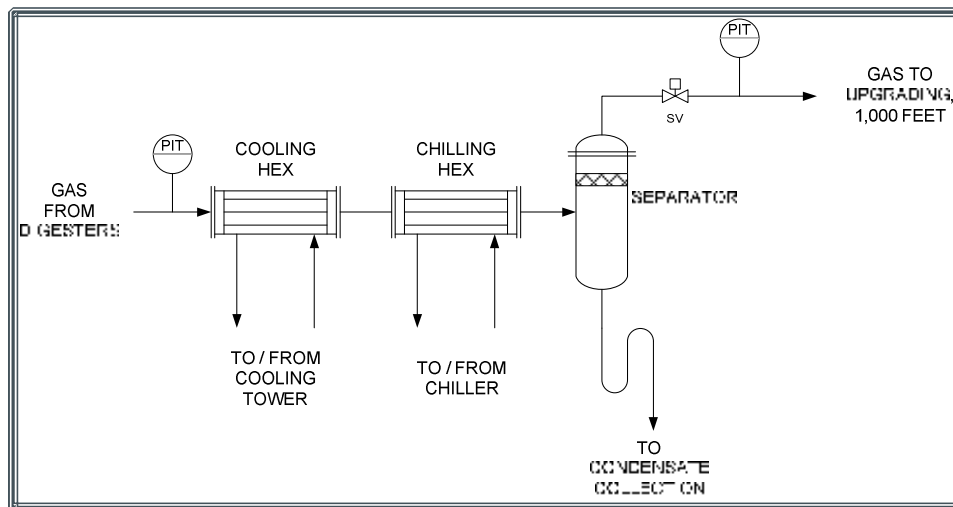 PIT
GAS TO
UPGRADING,
1,000 FEET
SV
PIT
COOLING
HEX
CHILLING
HEX
GAS
FROM
DIGESTERS
SEPARATOR
TO / FROM
COOLING
TOWER
TO / FROM
CHILLER
TO
CONDENSATE
COLLECTION